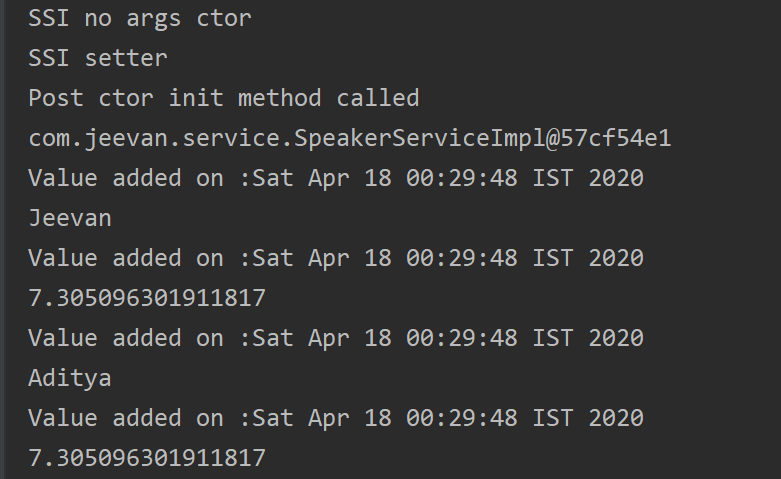 SSI no args ctor
SSI setter
Post ctor init method called
com.jeevan.service.SpeakerServiceImpl@57cf54e1
Value added on :Sat Apr 18 00:29:48 IST 2020
Jeevan
Value added on :Sat Apr 18 00:29:48 IST 2020
7.305096301911817
Value added on :Sat Apr 18 00:29:48 IST 2020
Aditya
Value added on :Sat Apr 18 00:29:48 IST 2020
7.305096301911817